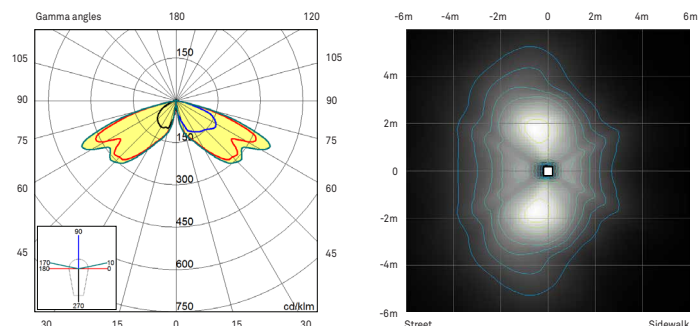 Gamma angles 180 120
105 105
90 90
75 75
60 60
45 45
30 15 0 15 30
150
150
300
450
600
750
cd/klm
90
170 10
180 0
270
-6m -4m -2m 0 2m 4m 6m
4m
2m
0
-2m
-4m
-6m
Street Sidewalk